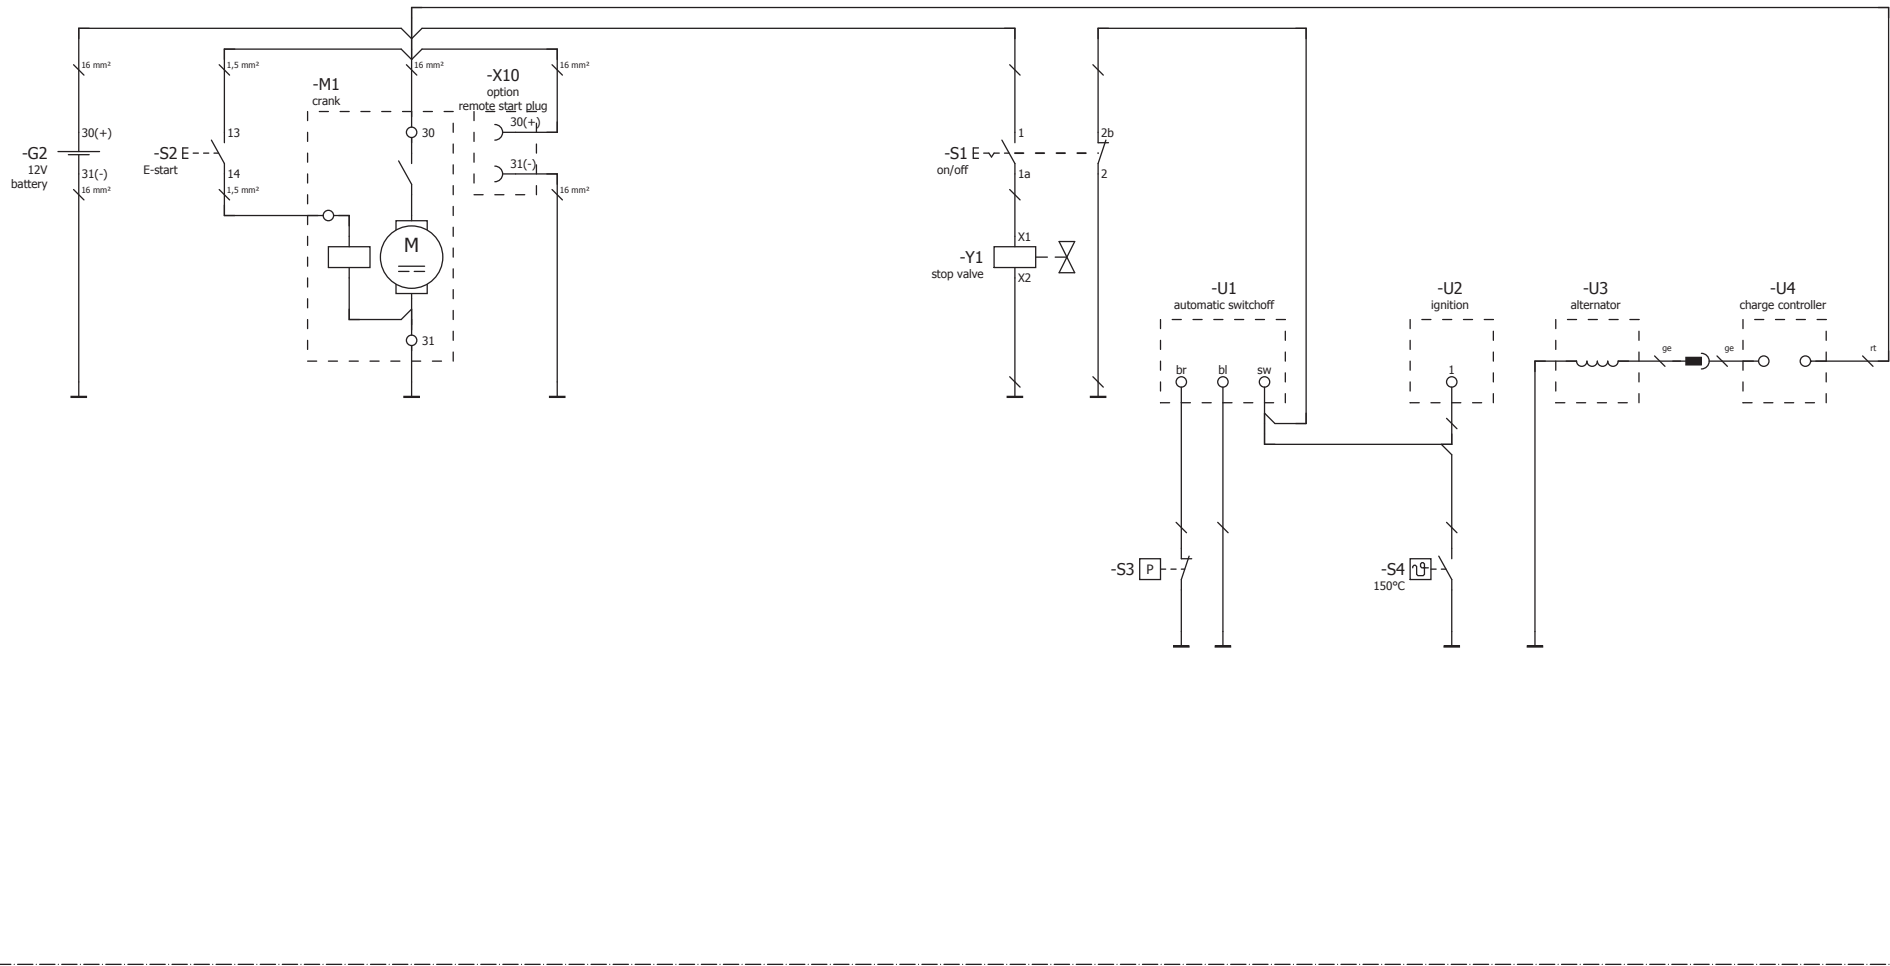 16 mm²
1,5 mm²
16 mm²
16 mm²
-M1
crank
-X10
option
remote start plug
30(+)
31(-)
-G2
12V
battery
30(+)
31(-)
16 mm²
-S2 E
E-start
13
14
1,5 mm²
30
M
31
16 mm²
-S1 E
on/off
1
1a
2b
2
-Y1
stop valve
X1
X2
-U1
automatic switchoff
br
bl
sw
-U2
ignition
1
-U3
alternator
ge
ge
-U4
charge controller
rt
-S3
P
-S4
150°C
ϑ